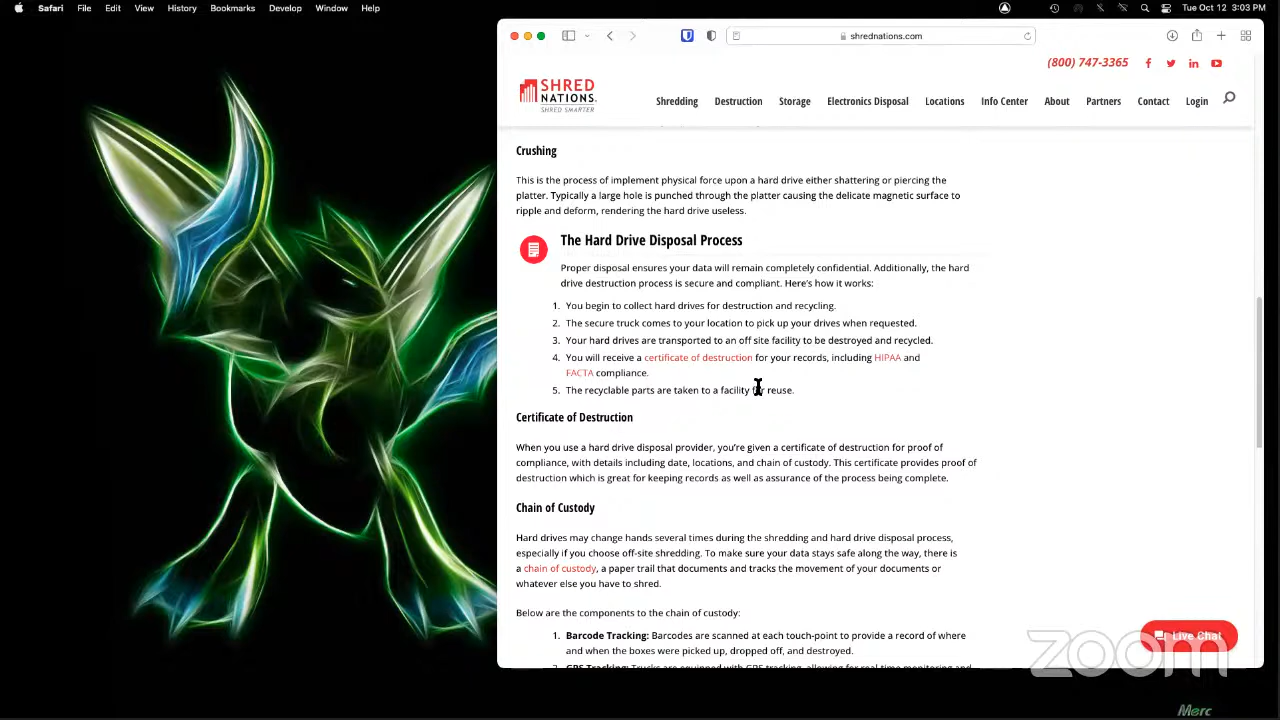 Safari File Edit View History Bookmarks Develop Window Help Tue Oct 12 3:03 PM
shrednations.com
(800) 747-3365
SHRED
NATIONS
SHRED SMARTER
Shredding Destruction Storage Electronics Disposal Locations Info Center About Partners Contact Login
Crushing
This is the process of implement physical force upon a hard drive either shattering or piercing the
platter. Typically a large hole is punched through the platter causing the delicate magnetic surface to
ripple and deform, rendering the hard drive useless.
The Hard Drive Disposal Process
Proper disposal ensures your data will remain completely confidential. Additionally, the hard
drive destruction process is secure and compliant. Here's how it works:
1. You begin to collect hard drives for destruction and recycling.
2. The secure truck comes to your location to pick up your drives when requested.
3. Your hard drives are transported to an off site facility to be destroyed and recycled.
4. You will receive a certificate of destruction for your records, including HIPAA and
FACTA compliance.
5. The recyclable parts are taken to a facility for reuse.
Certificate of Destruction
When you use a hard drive disposal provider, you're given a certificate of destruction for proof of
compliance, with details including date, locations, and chain of custody. This certificate provides proof of
destruction which is great for keeping records as well as assurance of the process being complete.
Chain of Custody
Hard drives may change hands several times during the shredding and hard drive disposal process,
especially if you choose off-site shredding. To make sure your data stays safe along the way, there is
a chain of custody, a paper trail that documents and tracks the movement of your documents or
whatever else you have to shred.
Below are the components to the chain of custody:
1. Barcode Tracking: Barcodes are scanned at each touch-point to provide a record of where
and when the boxes were picked up, dropped off, and destroyed.
GPS Tracking: Trucks are equipped with GPS tracking, allowing for real time monitoring and
Live Chat
zoom
Merc